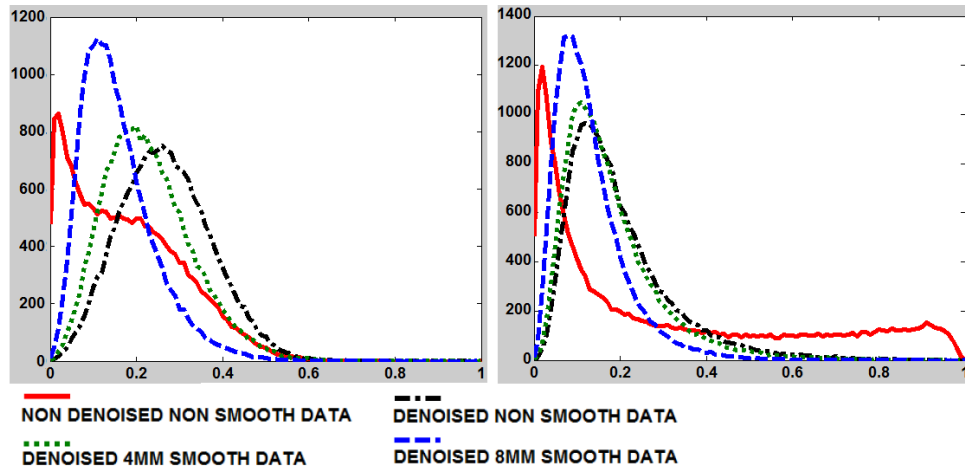 1200
1000
800
600
400
200
0
0 0.2 0.4 0.6 0.8 1
1400
1200
1000
800
600
400
200
0
0 0.2 0.4 0.6 0.8 1
NON DENOISED NON SMOOTH DATA
DENOISED NON SMOOTH DATA
DENOISED 4MM SMOOTH DATA
DENOISED 8MM SMOOTH DATA